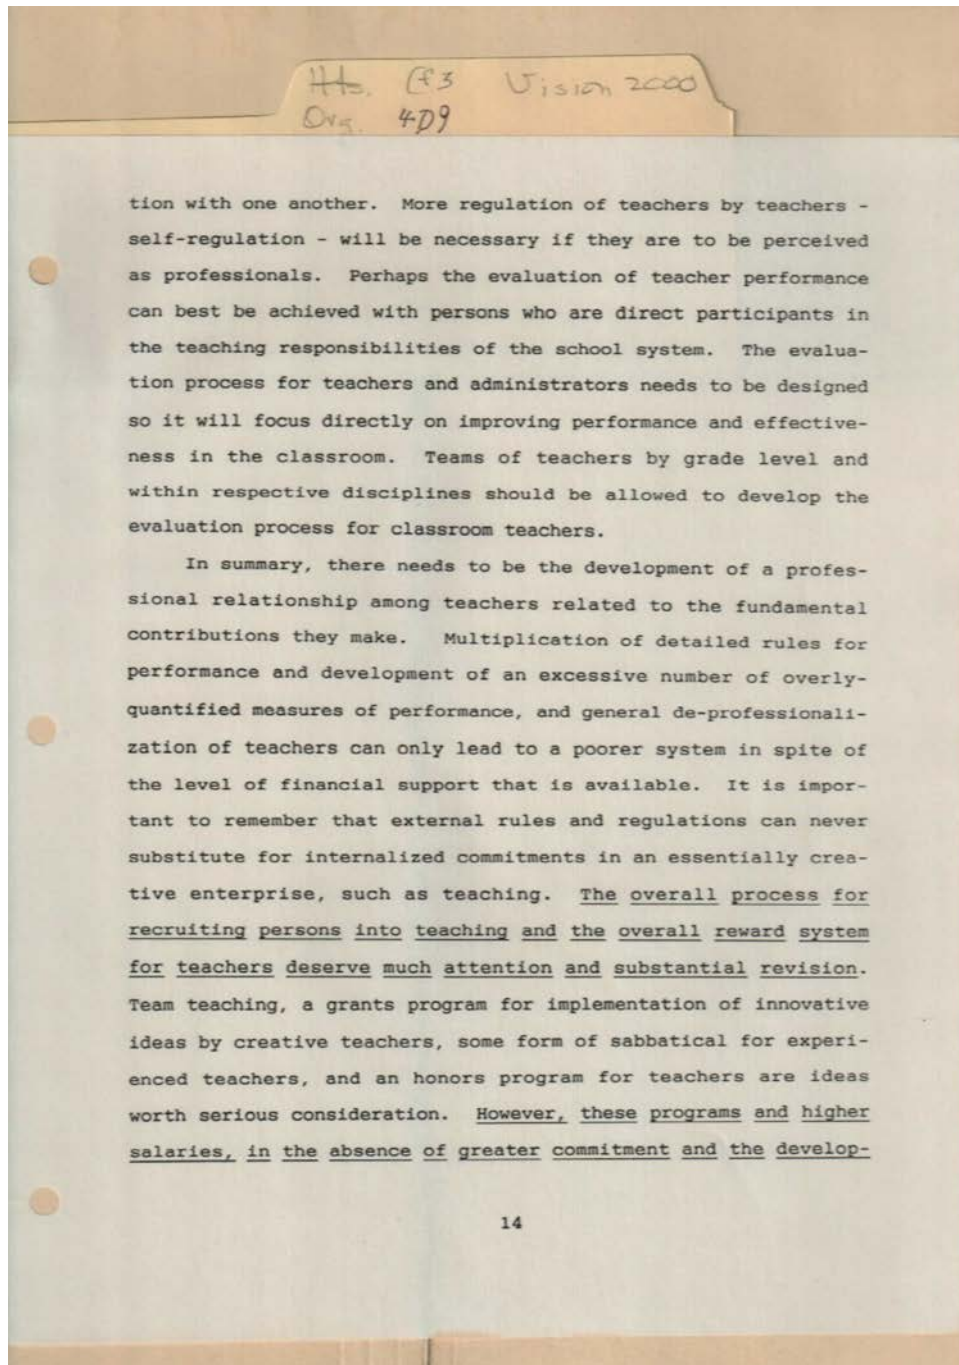 Hts. Cf3 Vision 2000
Org. 4D9
tion with one another. More regulation of teachers by teachers -
self-regulation - will be necessary if they are to be perceived
as professionals. Perhaps the evaluation of teacher performance
can best be achieved with persons who are direct participants in
the teaching responsibilities of the school system. The evalua-
tion process for teachers and administrators needs to be designed
so it will focus directly on improving performance and effective-
ness in the classroom. Teams of teachers by grade level and
within respective disciplines should be allowed to develop the
evaluation process for classroom teachers.
In summary, there needs to be the development of a profes-
sional relationship among teachers related to the fundamental
contributions they make. Multiplication of detailed rules for
performance and development of an excessive number of overly-
quantified measures of performance, and general de-professionali-
zation of teachers can only lead to a poorer system in spite of
the level of financial support that is available. It is impor-
tant to remember that external rules and regulations can never
substitute for internalized commitments in an essentially crea-
tive enterprise, such as teaching. The overall process for
recruiting persons into teaching and the overall reward system
for teachers deserve much attention and substantial revision.
Team teaching, a grants program for implementation of innovative
ideas by creative teachers, some form of sabbatical for experi-
enced teachers, and an honors program for teachers are ideas
worth serious consideration. However, these programs and higher
salaries, in the absence of greater commitment and the develop-
14